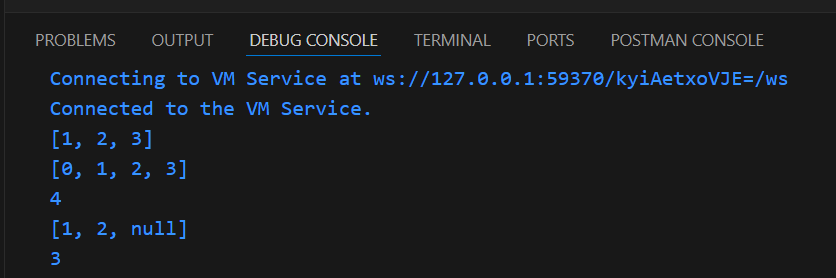 PROBLEMS OUTPUT DEBUG CONSOLE TERMINAL PORTS POSTMAN CONSOLE
Connecting to VM Service at ws://127.0.0.1:59370/kyiAetxoVJE=/ws
Connected to the VM Service.
[1, 2, 3]
[0, 1, 2, 3]
4
[1, 2, null]
3